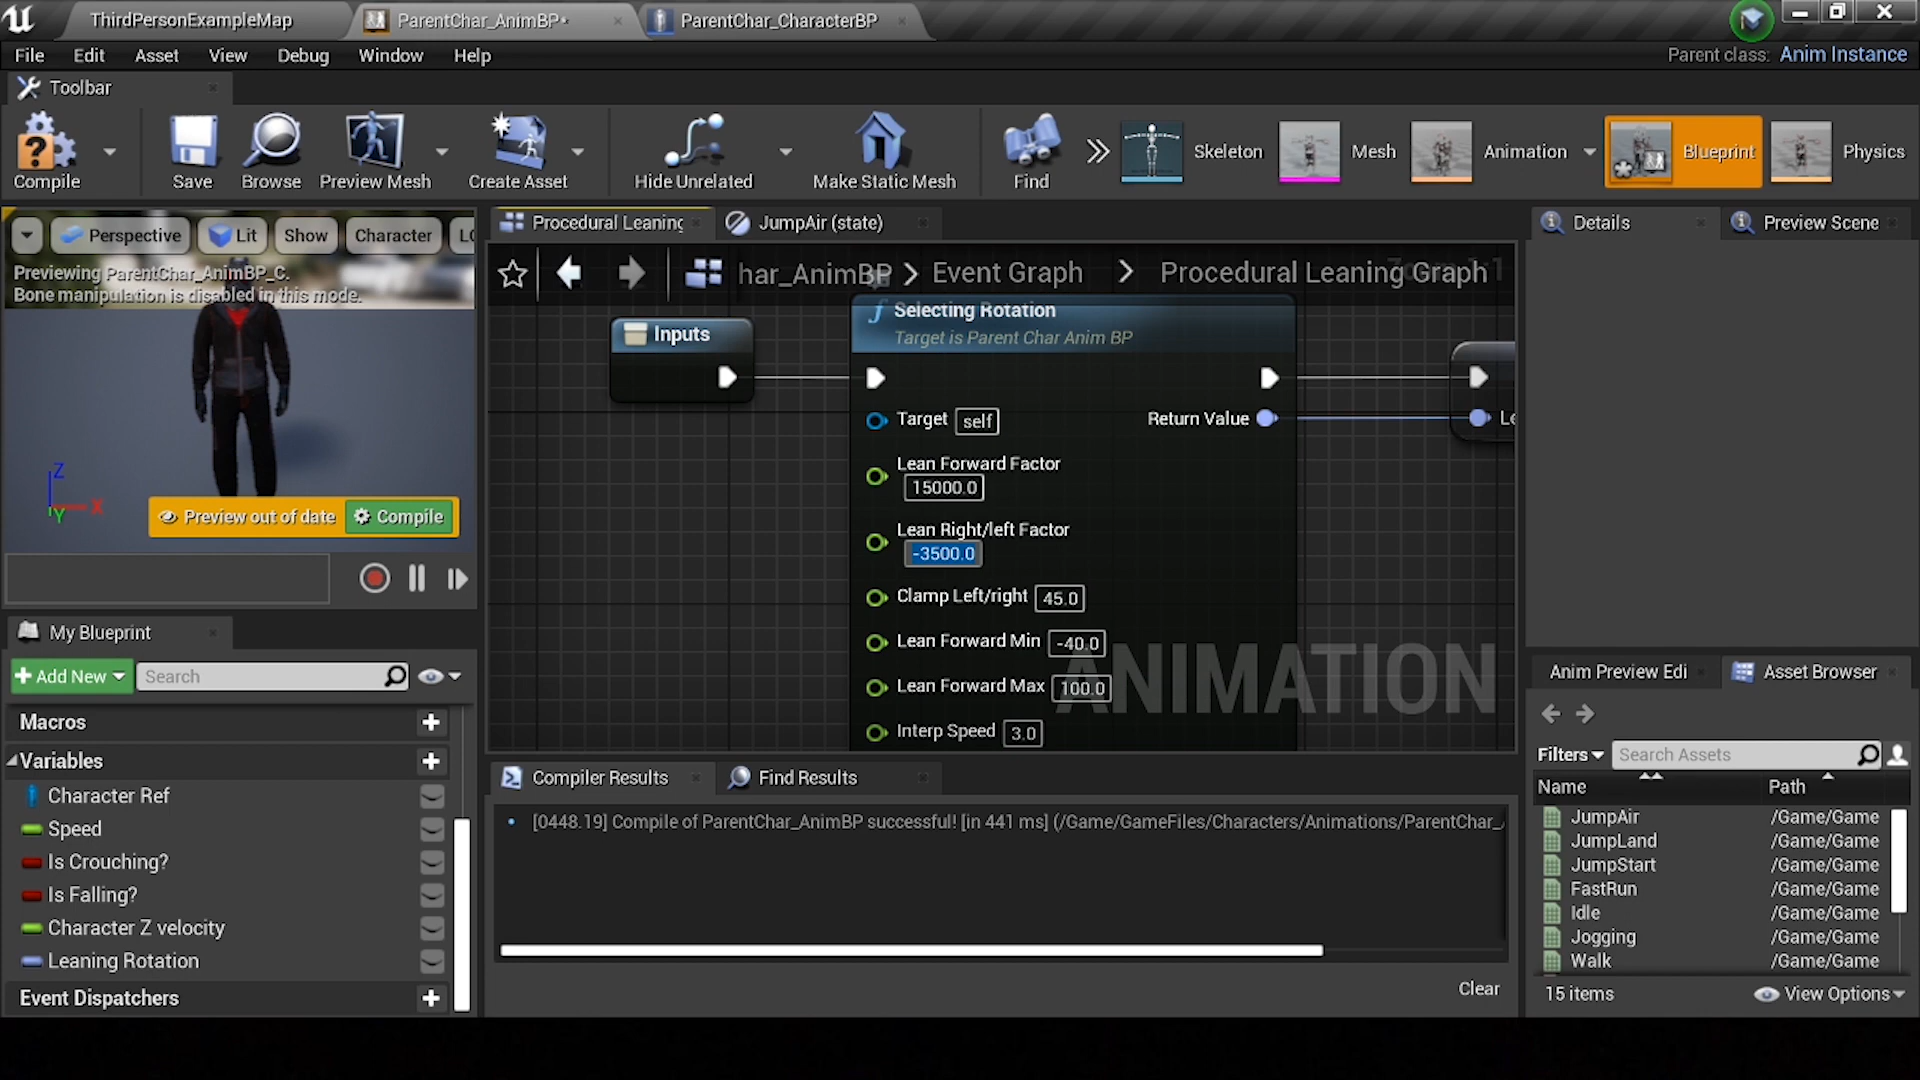 ThirdPersonExampleMap
ParentChar_AnimBP*
ParentChar_CharacterBP
File Edit Asset View Debug Window Help
Parent class: Anim Instance
Toolbar
Compile
Save
Browse
Preview Mesh
Create Asset
Hide Unrelated
Make Static Mesh
Find
Skeleton
Mesh
Animation
Blueprint
Physics
Perspective
Lit
Show
Character
Previewing ParentChar_AnimBP_C.
Bone manipulation is disabled in this mode.
Z
X
Y
Preview out of date
Compile
Procedural Leaning
JumpAir (state)
har_AnimBP > Event Graph > Procedural Leaning Graph
Inputs
f Selecting Rotation
Target is Parent Char Anim BP
Target self
Return Value
Lean Forward Factor
15000.0
Lean Right/left Factor
-3500.0
Clamp Left/right 45.0
Lean Forward Min -40.0
Lean Forward Max 100.0
Interp Speed 3.0
ANIMATION
Details
Preview Scene
My Blueprint
+ Add New
Search
Macros +
Variables +
Character Ref
Speed
Is Crouching?
Is Falling?
Character Z velocity
Leaning Rotation
Event Dispatchers +
Compiler Results
Find Results
[0448.19] Compile of ParentChar_AnimBP successful! [in 441 ms] (/Game/GameFiles/Characters/Animations/ParentChar_
Clear
Anim Preview Edi
Asset Browser
Filters
Search Assets
Name Path
JumpAir /Game/Game
JumpLand /Game/Game
JumpStart /Game/Game
FastRun /Game/Game
Idle /Game/Game
Jogging /Game/Game
Walk /Game/Game
15 items
View Options